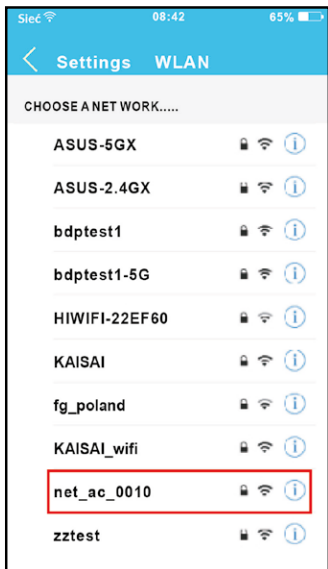 Sieć 08:42 65%
Settings WLAN
CHOOSE A NET WORK.....
ASUS-5GX
ASUS-2.4GX
bdptest1
bdptest1-5G
HIWIFI-22EF60
KAISAI
fg_poland
KAISAI_wifi
net_ac_0010
zztest